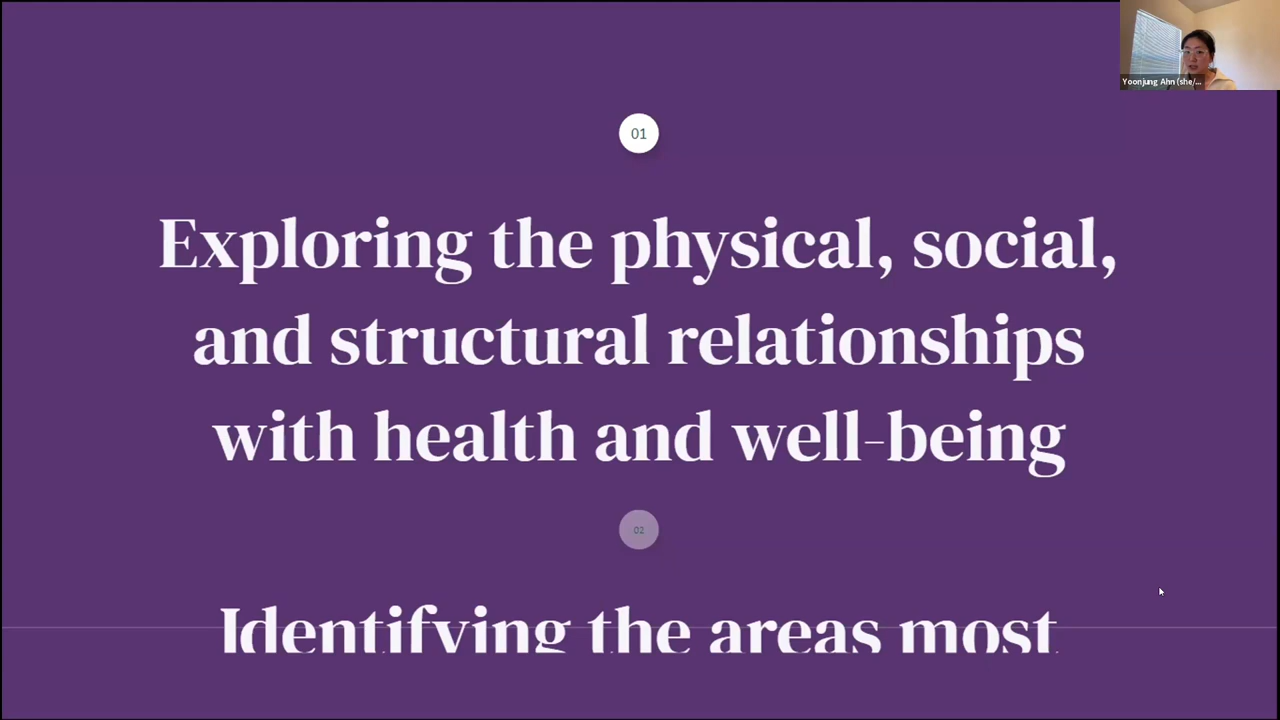 Yoonjung Ahn (she/...
01
Exploring the physical, social,
and structural relationships
with health and well-being
02
Identifying the areas most